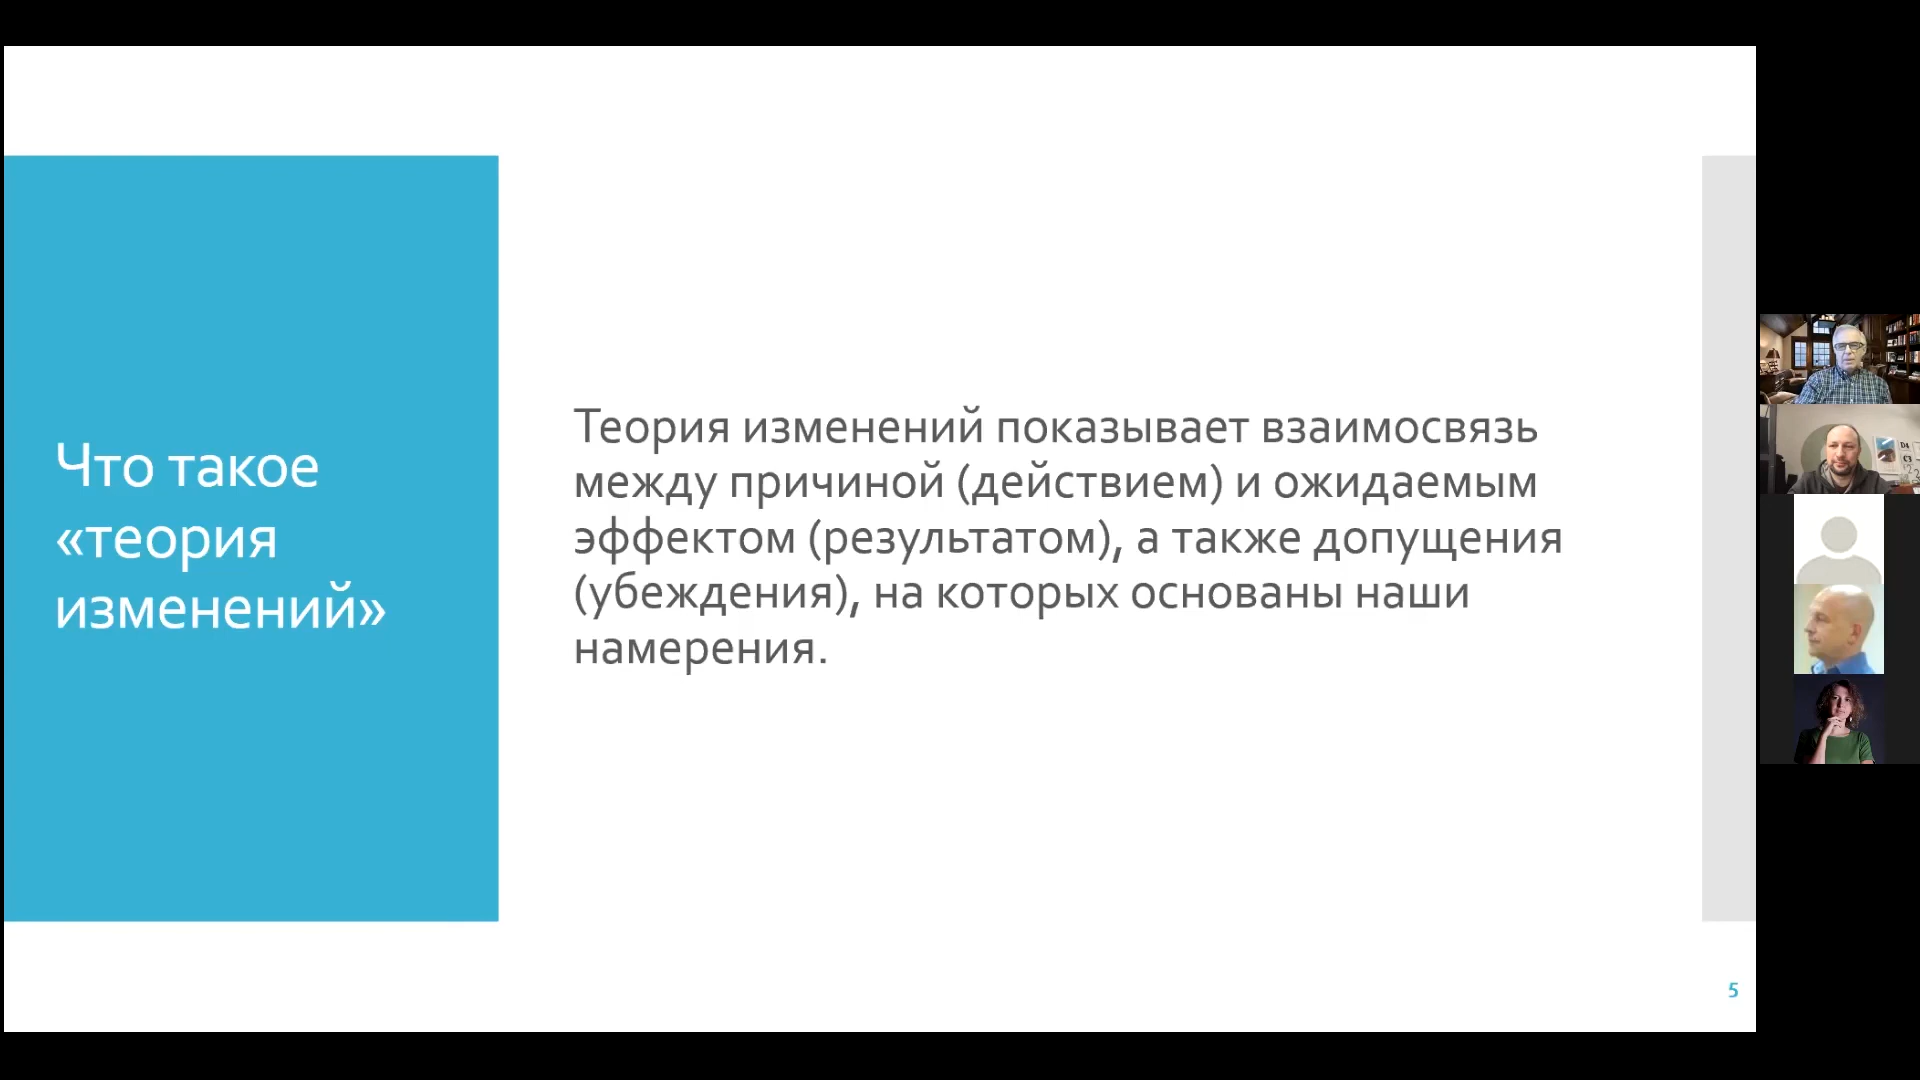 Что такое
«теория
изменений»
Теория изменений показывает взаимосвязь
между причиной (действием) и ожидаемым
эффектом (результатом), а также допущения
(убеждения), на которых основаны наши
намерения.
5